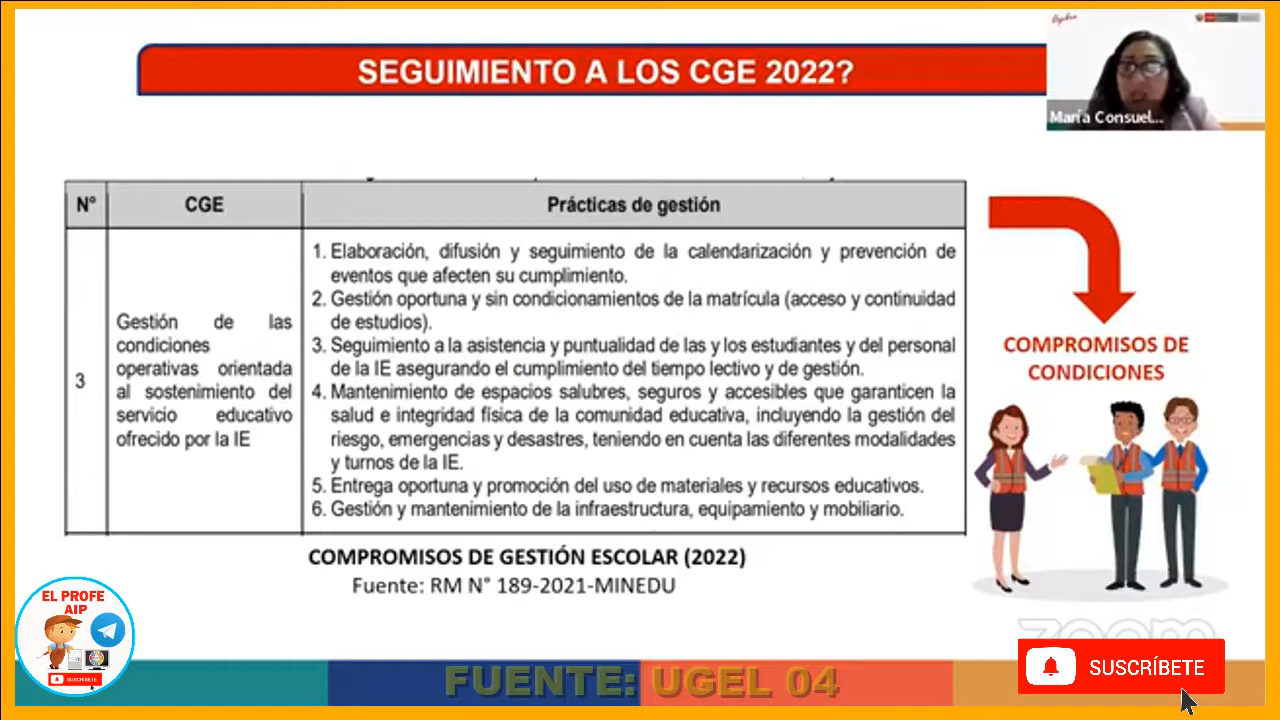 SEGUIMIENTO A LOS CGE 2022?
María Consuel...
N° CGE Prácticas de gestión
3
Gestión de las
condiciones
operativas orientada
al sostenimiento del
servicio educativo
ofrecido por la IE
1. Elaboración, difusión y seguimiento de la calendarización y prevención de
eventos que afecten su cumplimiento.
2. Gestión oportuna y sin condicionamientos de la matrícula (acceso y continuidad
de estudios).
3. Seguimiento a la asistencia y puntualidad de las y los estudiantes y del personal
de la IE asegurando el cumplimiento del tiempo lectivo y de gestión.
4. Mantenimiento de espacios salubres, seguros y accesibles que garanticen la
salud e integridad física de la comunidad educativa, incluyendo la gestión del
riesgo, emergencias y desastres, teniendo en cuenta las diferentes modalidades
y turnos de la IE.
5. Entrega oportuna y promoción del uso de materiales y recursos educativos.
6. Gestión y mantenimiento de la infraestructura, equipamiento y mobiliario.
COMPROMISOS DE
CONDICIONES
COMPROMISOS DE GESTIÓN ESCOLAR (2022)
Fuente: RM N° 189-2021-MINEDU
EL PROFE
AIP
SUSCRÍBETE
zoom
SUSCRÍBETE
FUENTE: UGEL 04